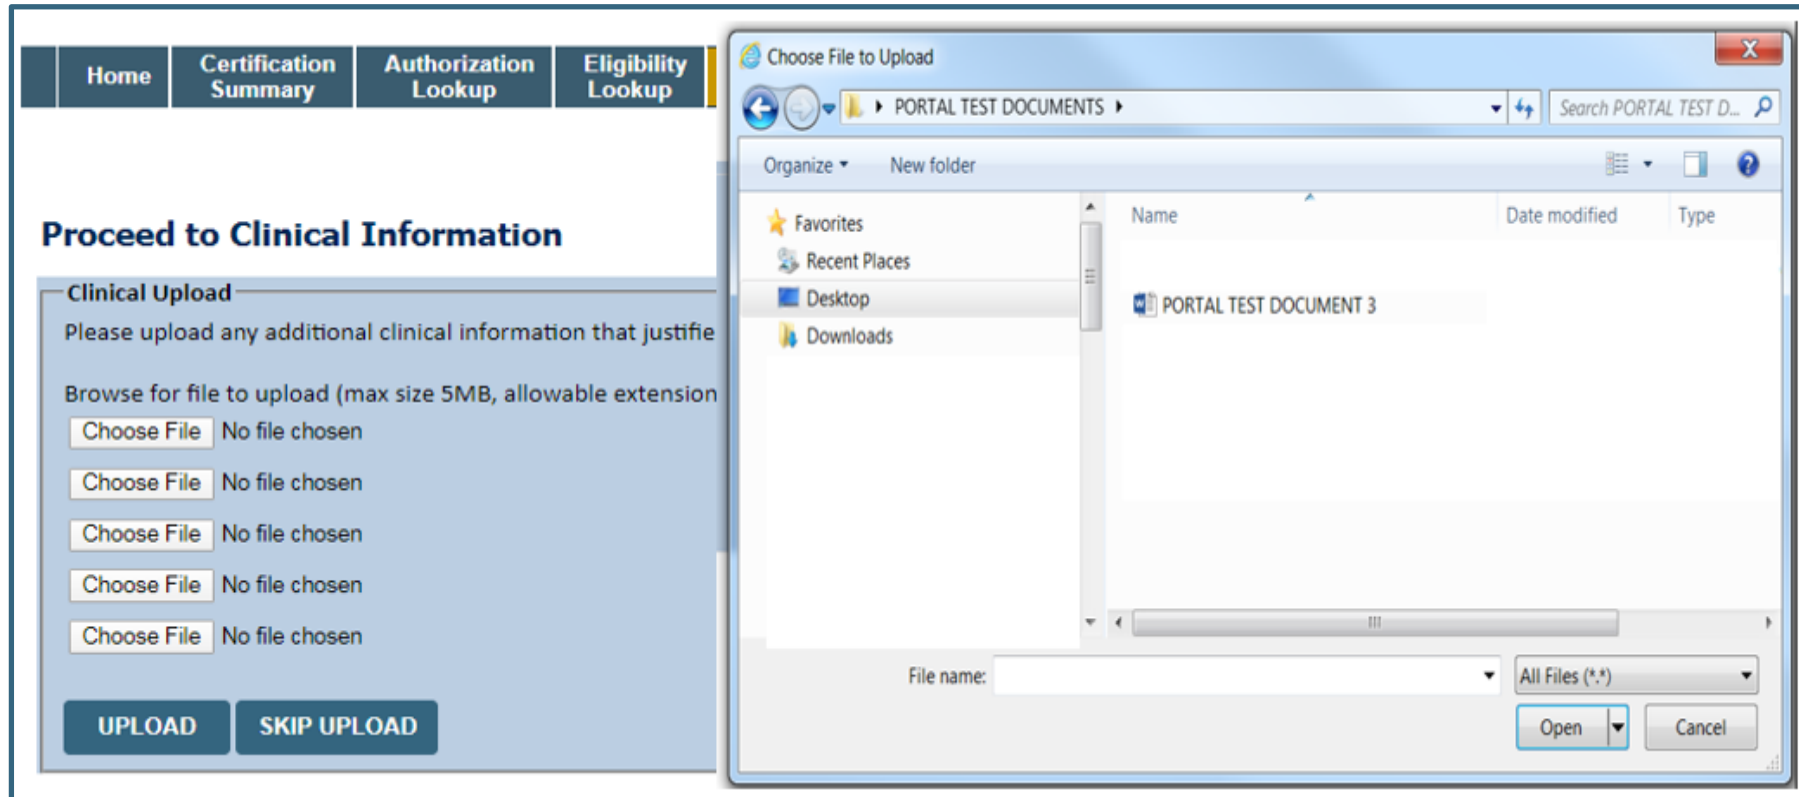 Home
Certification Summary
Authorization Lookup
Eligibility Lookup
Proceed to Clinical Information
Clinical Upload
Please upload any additional clinical information that justifie
Browse for file to upload (max size 5MB, allowable extension
Choose File No file chosen
Choose File No file chosen
Choose File No file chosen
Choose File No file chosen
Choose File No file chosen
UPLOAD SKIP UPLOAD
Choose File to Upload X
PORTAL TEST DOCUMENTS Search PORTAL TEST D...
Organize New folder ?
Favorites
Recent Places
Desktop
Downloads
Name Date modified Type
PORTAL TEST DOCUMENT 3
File name: All Files (*.*)
Open Cancel